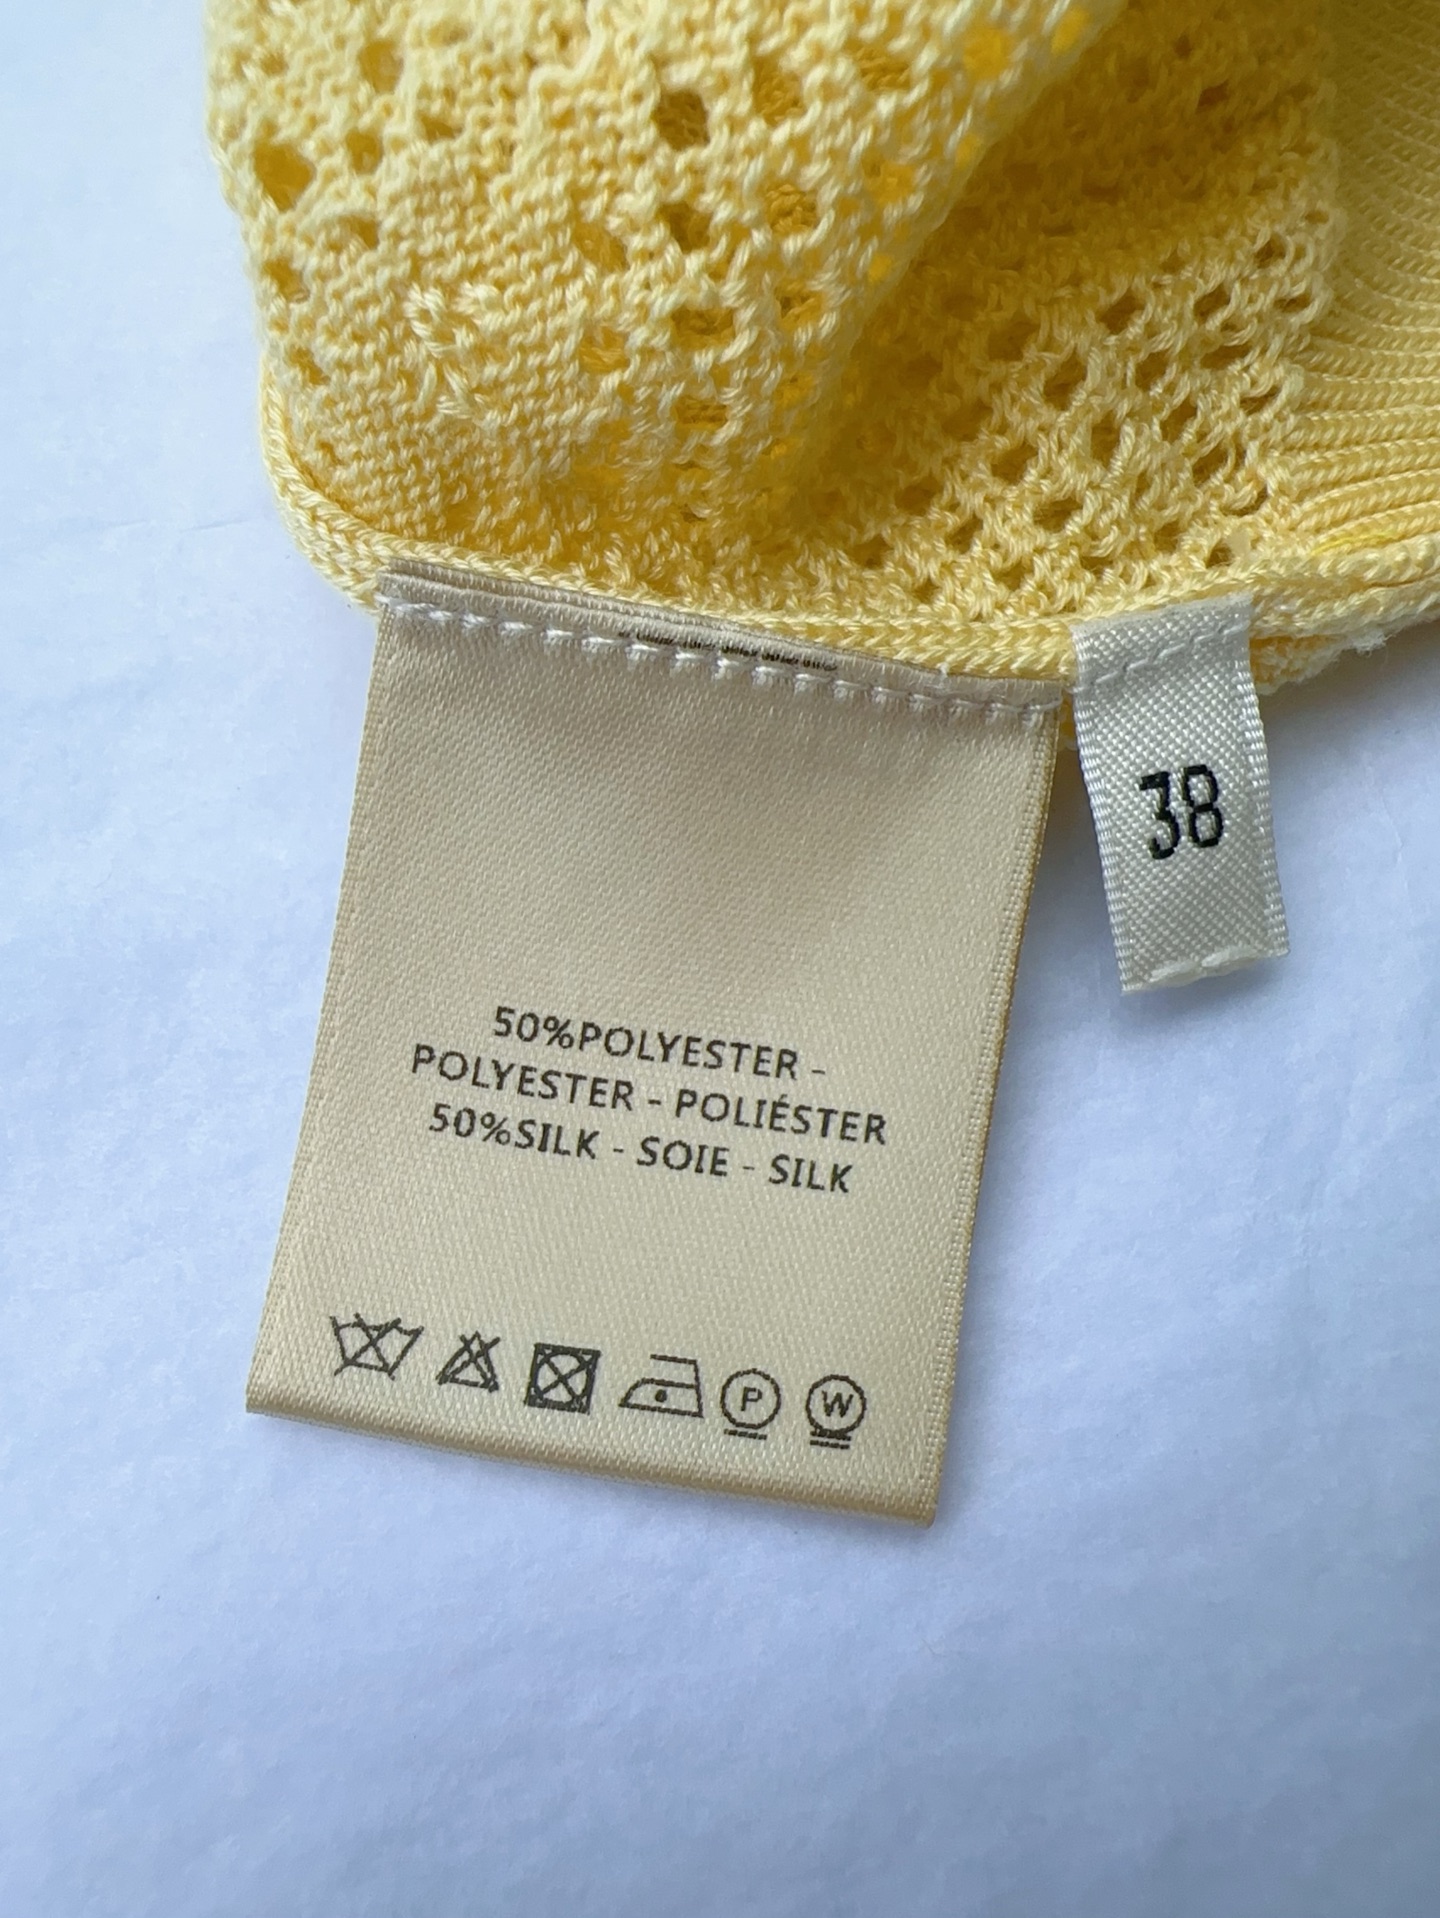 50%POLYESTER -
POLYESTER - POLIÉSTER
50%SILK - SOIE - SILK
P
W
38